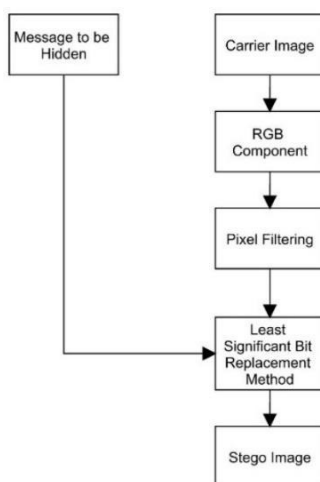 Message to be
Hidden
Carrier Image
RGB
Component
Pixel Filtering
Least
Significant Bit
Replacement
Method
Stego Image